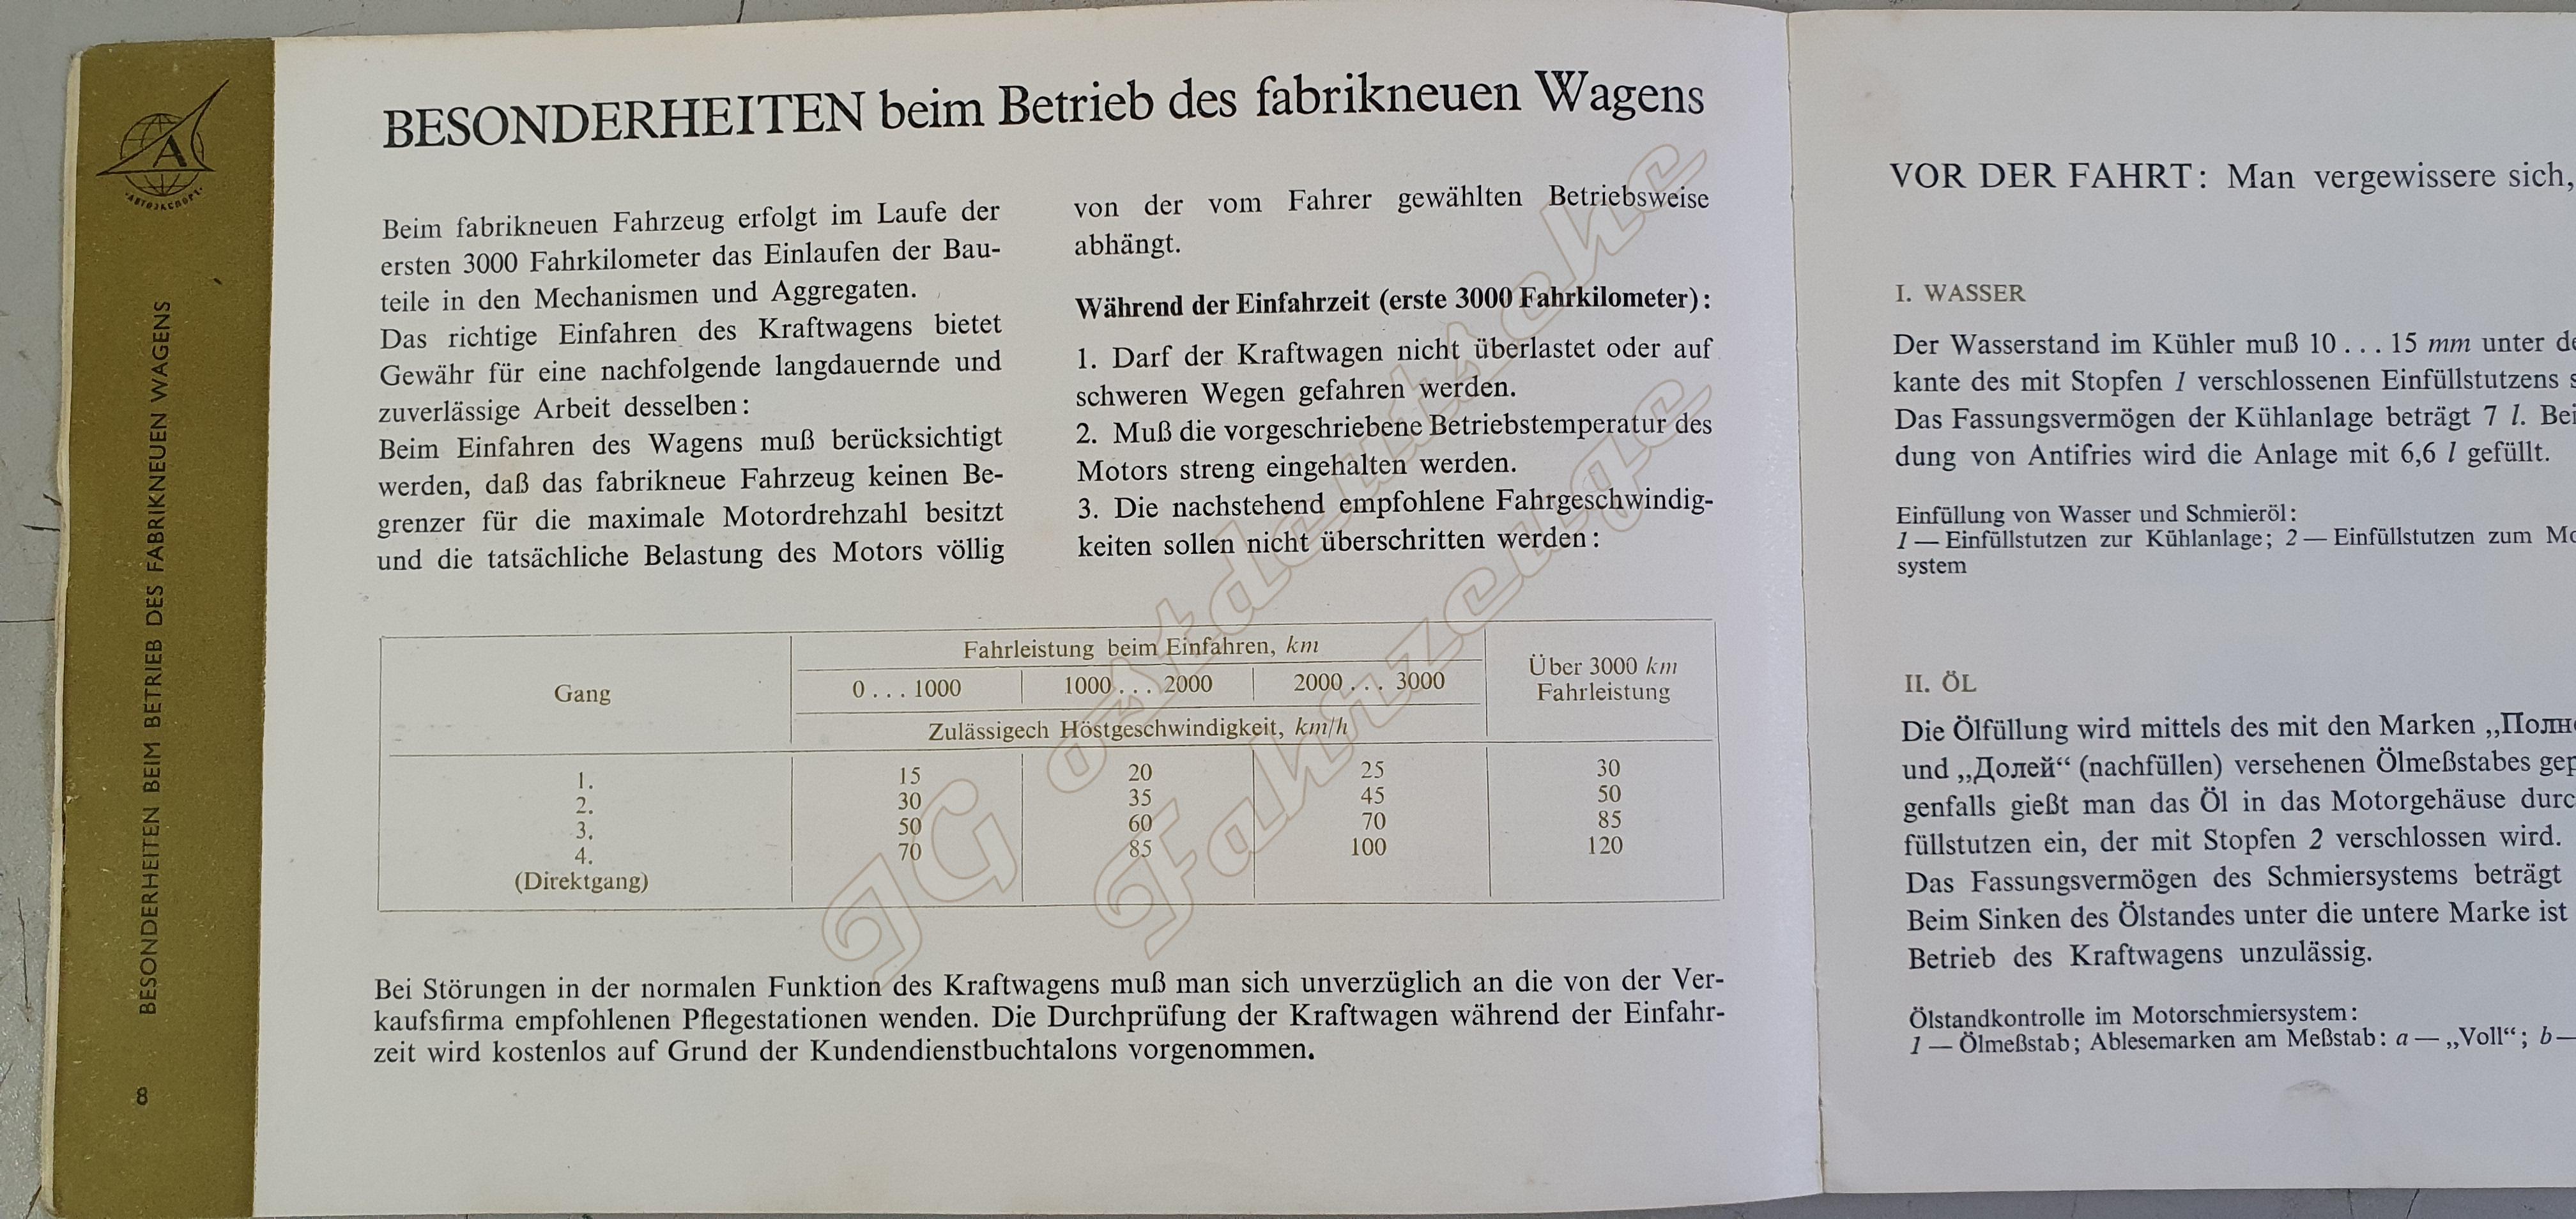 АВТОЭКСПОРТ
BESONDERHEITEN BEIM BETRIEB DES FABRIKNEUEN WAGENS
8
BESONDERHEITEN beim Betrieb des fabrikneuen Wagens
Beim fabrikneuen Fahrzeug erfolgt im Laufe der
ersten 3000 Fahrkilometer das Einlaufen der Bau-
teile in den Mechanismen und Aggregaten.
Das richtige Einfahren des Kraftwagens bietet
Gewähr für eine nachfolgende langdauernde und
zuverlässige Arbeit desselben:
Beim Einfahren des Wagens muß berücksichtigt
werden, daß das fabrikneue Fahrzeug keinen Be-
grenzer für die maximale Motordrehzahl besitzt
und die tatsächliche Belastung des Motors völlig
von der vom Fahrer gewählten Betriebsweise
abhängt.
Während der Einfahrzeit (erste 3000 Fahrkilometer):
1. Darf der Kraftwagen nicht überlastet oder auf
schweren Wegen gefahren werden.
2. Muß die vorgeschriebene Betriebstemperatur des
Motors streng eingehalten werden.
3. Die nachstehend empfohlene Fahrgeschwindig-
keiten sollen nicht überschritten werden:
Gang
Fahrleistung beim Einfahren, km
Über 3000 km
Fahrleistung
0 . . . 1000 1000 . . . 2000 2000 . . . 3000
Zulässigech Höstgeschwindigkeit, km/h
1. 15 20 25 30
2. 30 35 45 50
3. 50 60 70 85
4. 70 85 100 120
(Direktgang)
Bei Störungen in der normalen Funktion des Kraftwagens muß man sich unverzüglich an die von der Ver-
kaufsfirma empfohlenen Pflegestationen wenden. Die Durchprüfung der Kraftwagen während der Einfahr-
zeit wird kostenlos auf Grund der Kundendienstbuchtalons vorgenommen.
IG ostdeutsche
Fahrzeuge
VOR DER FAHRT: Man vergewissere sich,
I. WASSER
Der Wasserstand im Kühler muß 10 . . . 15 mm unter
kante des mit Stopfen 1 verschlossenen Einfüllstutzens
Das Fassungsvermögen der Kühlanlage beträgt 7 l. Bei
dung von Antifries wird die Anlage mit 6,6 l gefüllt.
Einfüllung von Wasser und Schmieröl:
1 — Einfüllstutzen zur Kühlanlage; 2 — Einfüllstutzen zum
system
II. ÖL
Die Ölfüllung wird mittels des mit den Marken
und „Долей“ (nachfüllen) versehenen Ölmeßstabes
genfalls gießt man das Öl in das Motorgehäuse
füllstutzen ein, der mit Stopfen 2 verschlossen wird.
Das Fassungsvermögen des Schmiersystems beträgt
Beim Sinken des Ölstandes unter die untere Marke ist
Betrieb des Kraftwagens unzulässig.
Ölstandkontrolle im Motorschmiersystem:
1 — Ölmeßstab; Ablesemarken am Meßstab: a — „Voll“; b —